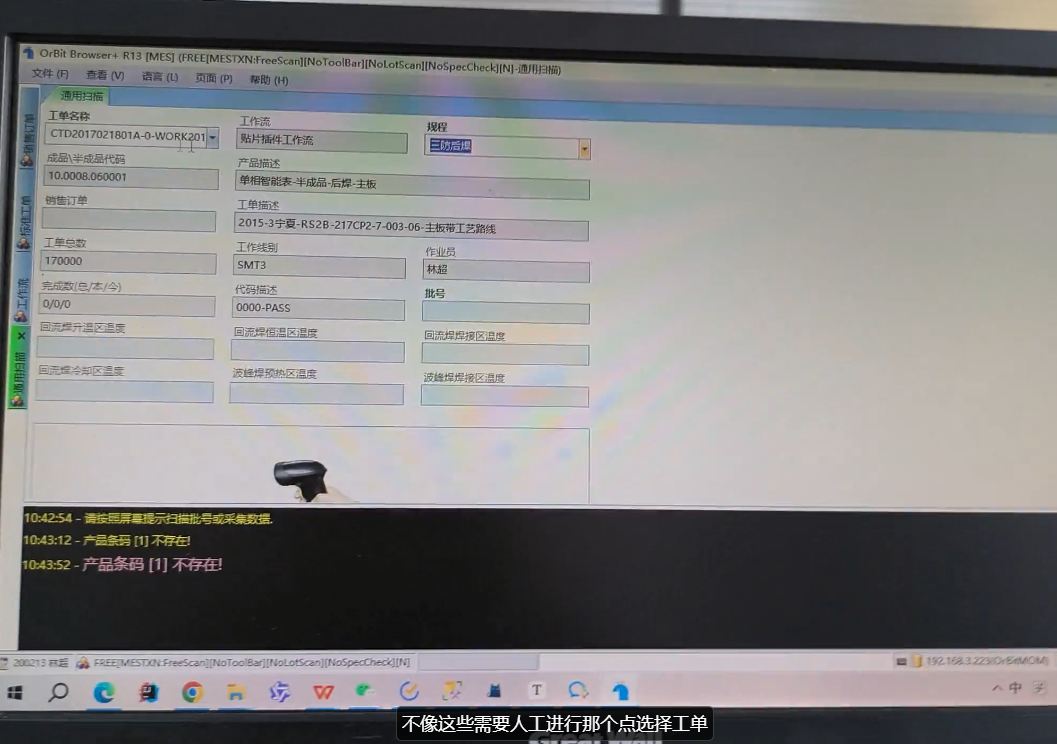 OrBit Browser+ R13 [MES] (FREE[MESTXN:FreeScan][NoToolBar][NoLotScan][NoSpecCheck][N]-通用扫描)
文件 (F) 查看 (V) 语言 (L) 页面 (P) 帮助 (H)
通用扫描
工单名称 工作流 规程
CTD2017021801A-0-WORK201 贴片插件工作流 三防后焊
成品\半成品代码 产品描述
10.0008.060001 单相智能表-半成品-后焊-主板
销售订单 工单描述
2015-3宁夏-RS2B-217CP2-7-003-06-主板带工艺路线
工单总数 工作线别 作业员
170000 SMT3 林超
完成数(总/本/今) 代码描述 批号
0/0/0 0000-PASS
回流焊升温区温度 回流焊恒温区温度 回流焊焊接区温度
回流焊冷却区温度 波峰焊预热区温度 波峰焊焊接区温度
销售订单
标准工单
工作流
通用扫描
10:42:54 - 请按照屏幕提示扫描批号或采集数据.
10:43:12 - 产品条码 [1] 不存在!
10:43:52 - 产品条码 [1] 不存在!
200213 林超 FREE[MESTXN:FreeScan][NoToolBar][NoLotScan][NoSpecCheck][N] 192.168.3.223(OrBitMOM)
T 中
不像这些需要人工进行那个点选择工单
Great Wall